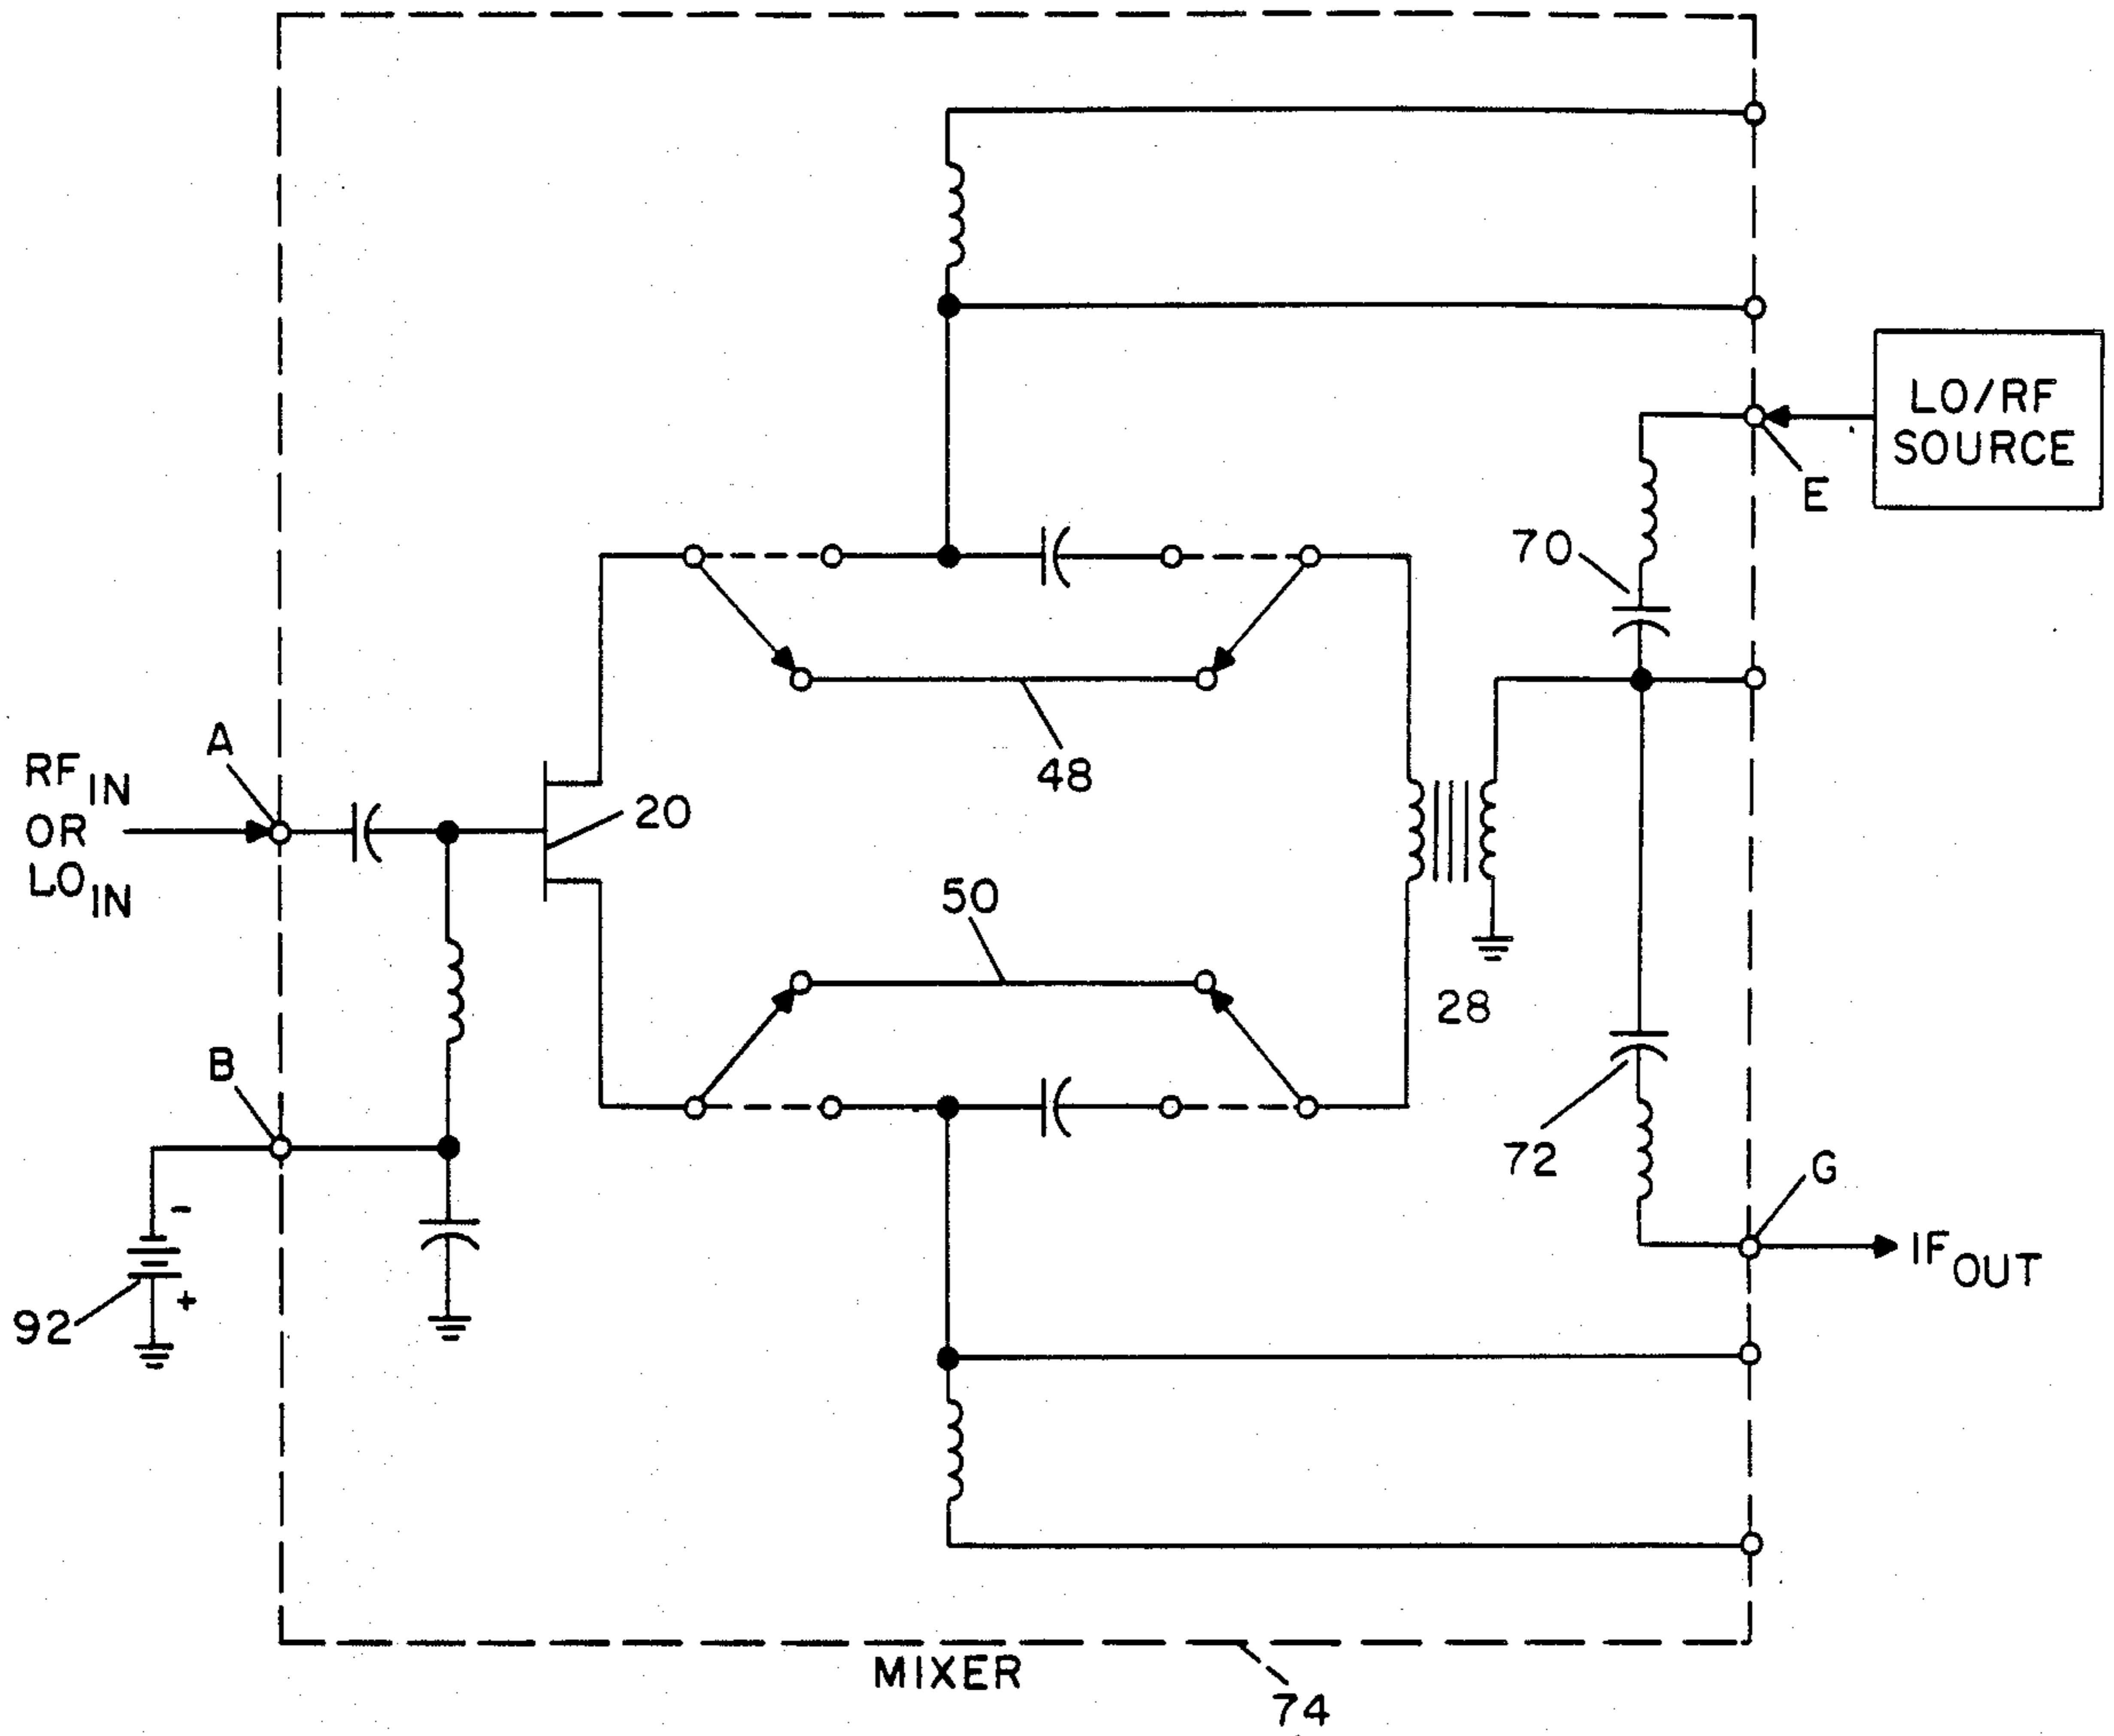 LO/RF
SOURCE
E
70
A
RF IN
OR
LO IN
48
20
50
28
B
72
G
-
+
92
IF OUT
MIXER
74